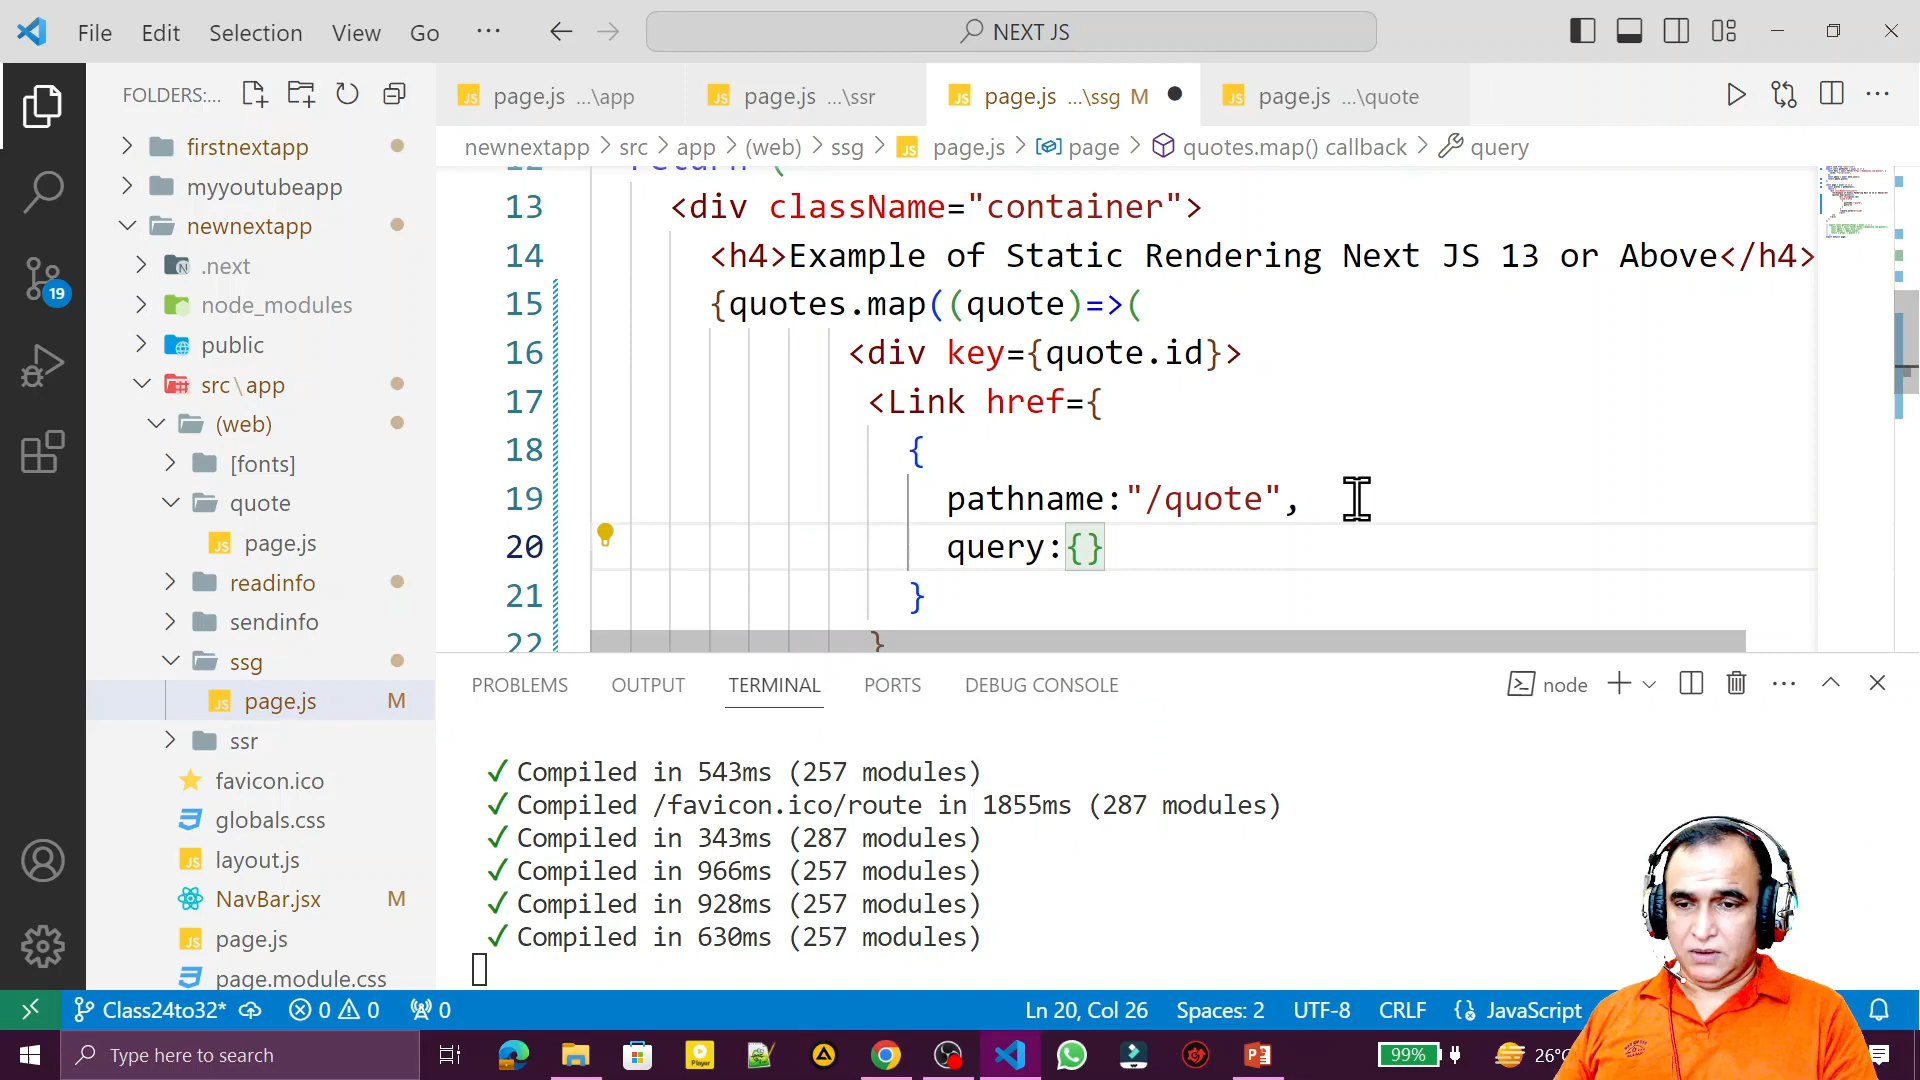 File Edit Selection View Go ... NEXT JS
FOLDERS:...
page.js ...\app
page.js ...\ssr
page.js ...\ssg M
page.js ...\quote
newnextapp > src > app > (web) > ssg > page.js > page > quotes.map() callback > query
firstnextapp
myyoutubeapp
newnextapp
.next
node_modules
public
src\app
(web)
[fonts]
quote
page.js
readinfo
sendinfo
ssg
page.js M
ssr
favicon.ico
globals.css
layout.js
NavBar.jsx M
page.js
page.module.css
19
12 return (
13 <div className="container">
14 <h4>Example of Static Rendering Next JS 13 or Above</h4>
15 {quotes.map((quote)=>(
16 <div key={quote.id}>
17 <Link href={
18 {
19 pathname:"/quote",
20 query:{}
21 }
22 }
PROBLEMS OUTPUT TERMINAL PORTS DEBUG CONSOLE
node
✓ Compiled in 543ms (257 modules)
✓ Compiled /favicon.ico/route in 1855ms (287 modules)
✓ Compiled in 343ms (287 modules)
✓ Compiled in 966ms (257 modules)
✓ Compiled in 928ms (257 modules)
✓ Compiled in 630ms (257 modules)
Class24to32* 0 0 0 Ln 20, Col 26 Spaces: 2 UTF-8 CRLF {} JavaScript
Type here to search
Player
99%
26°C